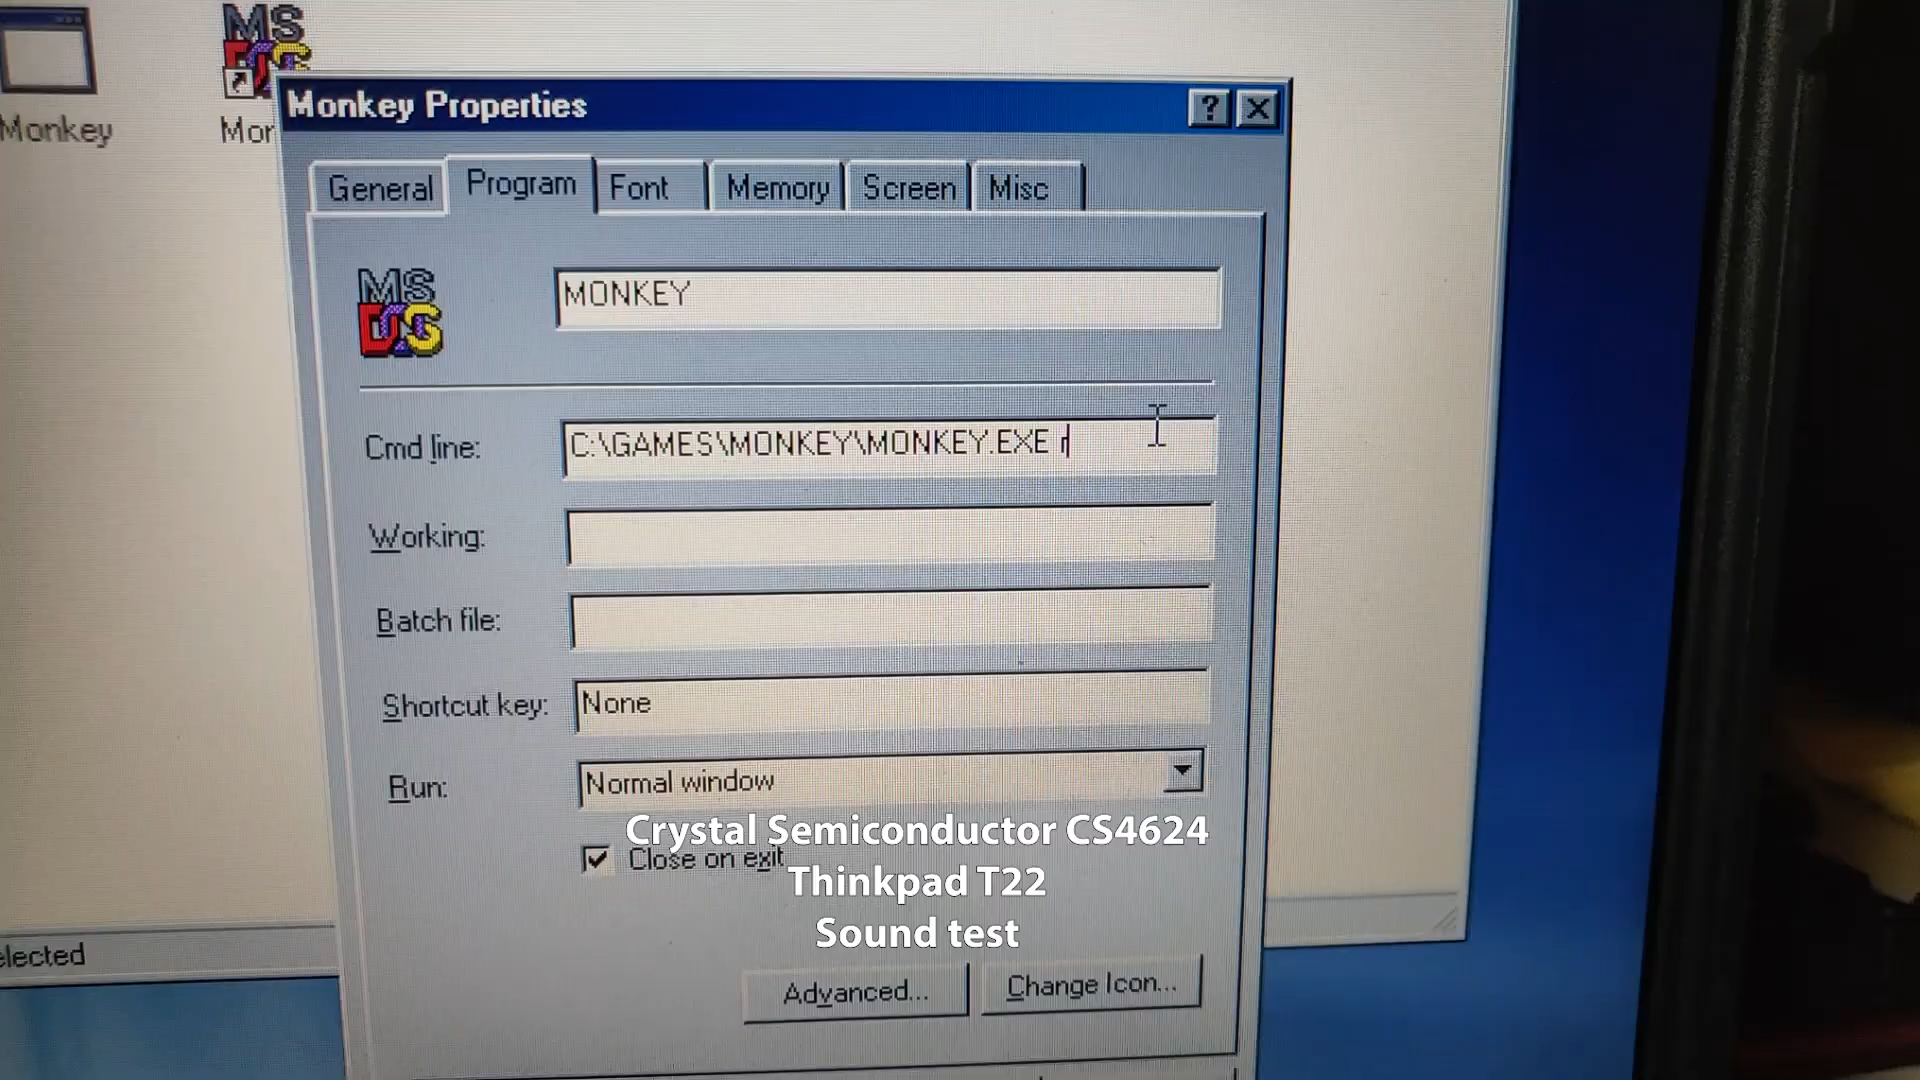 MS
DOS
Monkey
Mon
Monkey Properties
?
General
Program
Font
Memory
Screen
Misc
MS
DOS
MONKEY
Cmd line:
C:\GAMES\MONKEY\MONKEY.EXE r
Working:
Batch file:
Shortcut key:
None
Run:
Normal window
Crystal Semiconductor CS4624
Close on exit
Thinkpad T22
Sound test
elected
Advanced...
Change Icon...